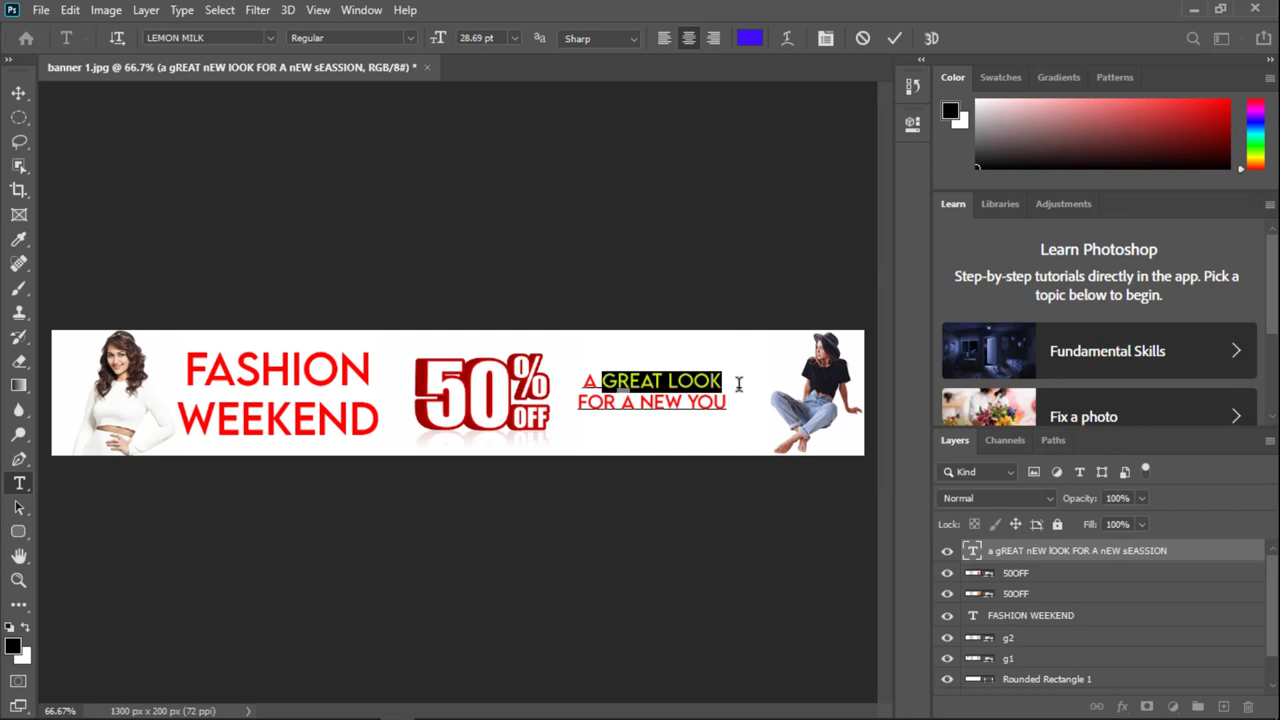 Ps File Edit Image Layer Type Select Filter 3D View Window Help
T LEMON MILK Regular 28.69 pt aa Sharp 3D
banner 1.jpg @ 66.7% (a gREAT nEW lOOK FOR A nEW sEASSION, RGB/8#) * ×
Color Swatches Gradients Patterns
Learn Libraries Adjustments
Learn Photoshop
Step-by-step tutorials directly in the app. Pick a
topic below to begin.
Fundamental Skills
Fix a photo
FASHION
WEEKEND
50% OFF
A GREAT LOOK
FOR A NEW YOU
Layers Channels Paths
Kind
Normal Opacity: 100%
Lock: Fill: 100%
a gREAT nEW lOOK FOR A nEW sEASSION
50OFF
50OFF
FASHION WEEKEND
g2
g1
Rounded Rectangle 1
66.67% 1300 px x 200 px (72 ppi)